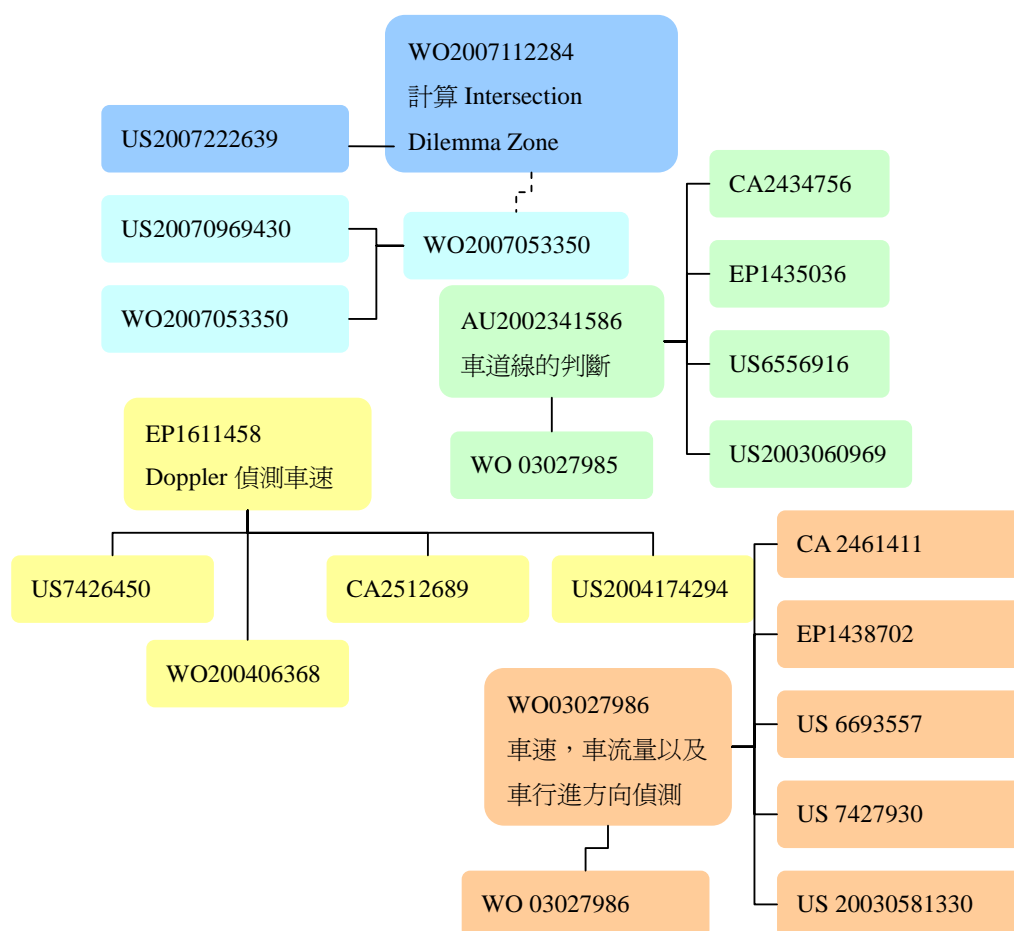 WO2007112284
計算 Intersection
Dilemma Zone
US2007222639
US20070969430
WO2007053350
WO2007053350
CA2434756
EP1435036
AU2002341586
車道線的判斷
US6556916
WO 03027985
US2003060969
EP1611458
Doppler 偵測車速
US7426450
CA2512689
US2004174294
WO200406368
CA 2461411
EP1438702
WO03027986
車速，車流量以及
車行進方向偵測
US 6693557
US 7427930
WO 03027986
US 20030581330